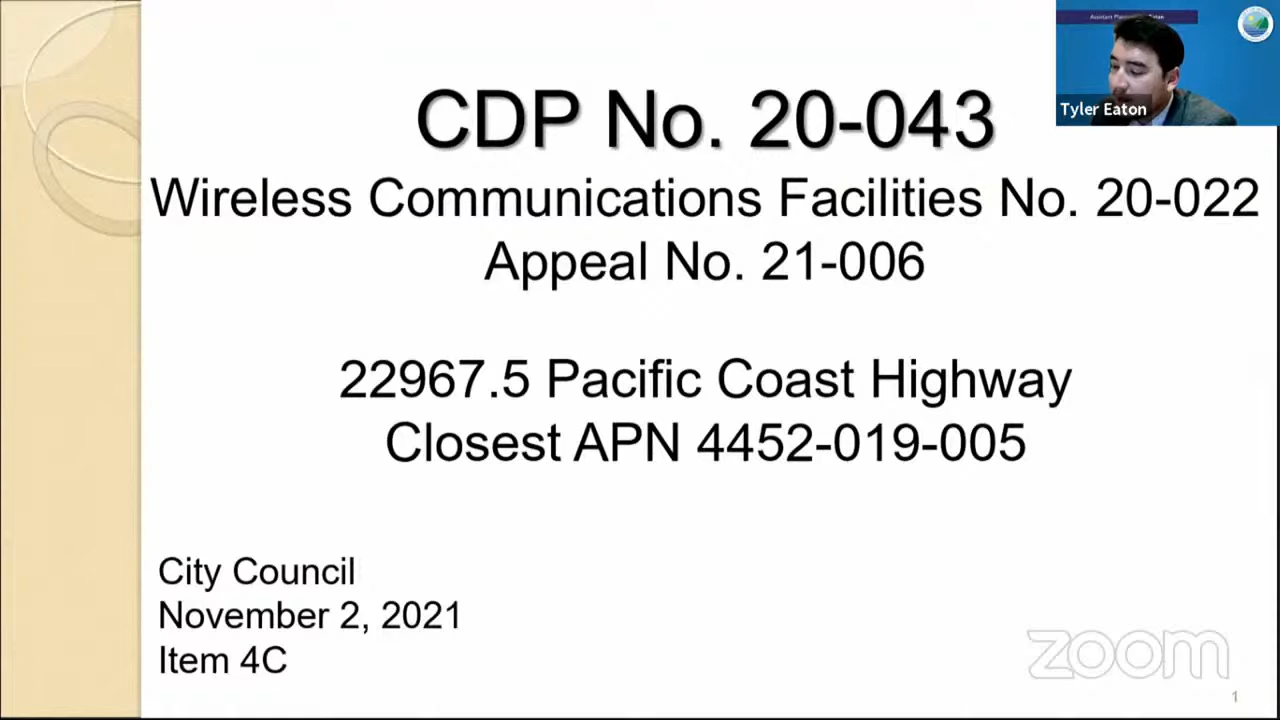 CDP No. 20-043
Wireless Communications Facilities No. 20-022
Appeal No. 21-006
22967.5 Pacific Coast Highway
Closest APN 4452-019-005
City Council
November 2, 2021
Item 4C
Assistant
Tyler Eaton
zoom
1